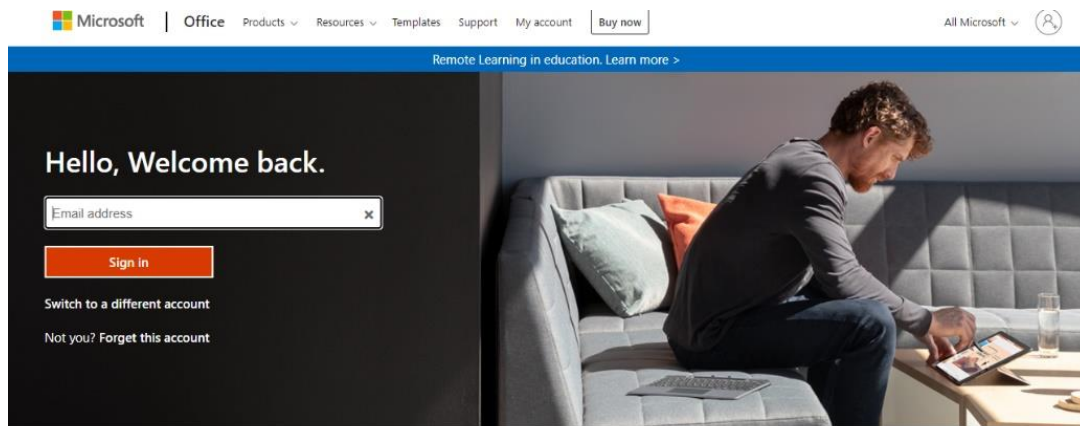 Microsoft Office Products Resources Templates Support My account Buy now All Microsoft
Remote Learning in education. Learn more >
Hello, Welcome back.
Email address
Sign in
Switch to a different account
Not you? Forget this account